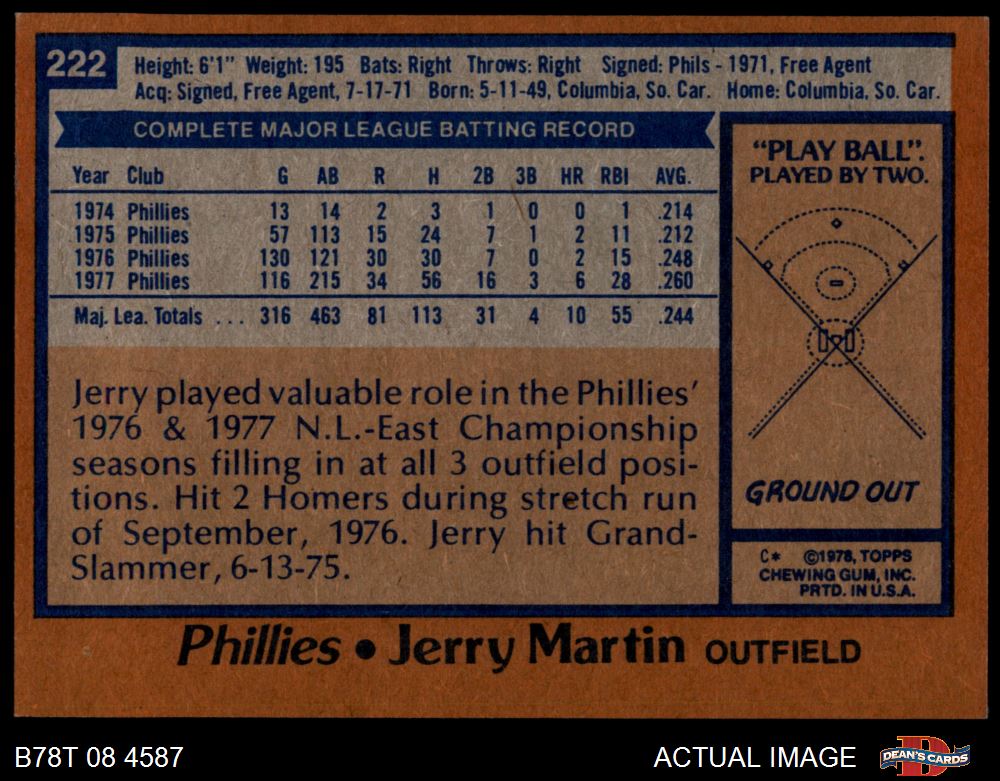 222
Height: 6'1" Weight: 195 Bats: Right Throws: Right Signed: Phils - 1971, Free Agent
Acq: Signed, Free Agent, 7-17-71 Born: 5-11-49, Columbia, So. Car. Home: Columbia, So. Car.
COMPLETE MAJOR LEAGUE BATTING RECORD
Year Club G AB R H 2B 3B HR RBI AVG.
1974 Phillies 13 14 2 3 1 0 0 1 .214
1975 Phillies 57 113 15 24 7 1 2 11 .212
1976 Phillies 130 121 30 30 7 0 2 15 .248
1977 Phillies 116 215 34 56 16 3 6 28 .260
Maj. Lea. Totals ... 316 463 81 113 31 4 10 55 .244
Jerry played valuable role in the Phillies'
1976 & 1977 N.L.-East Championship
seasons filling in at all 3 outfield posi-
tions. Hit 2 Homers during stretch run
of September, 1976. Jerry hit Grand-
Slammer, 6-13-75.
"PLAY BALL".
PLAYED BY TWO.
GROUND OUT
C* ©1978, TOPPS
CHEWING GUM, INC.
PRTD. IN U.S.A.
Phillies • Jerry Martin OUTFIELD
B78T 08 4587
ACTUAL IMAGE
DEAN'S CARDS